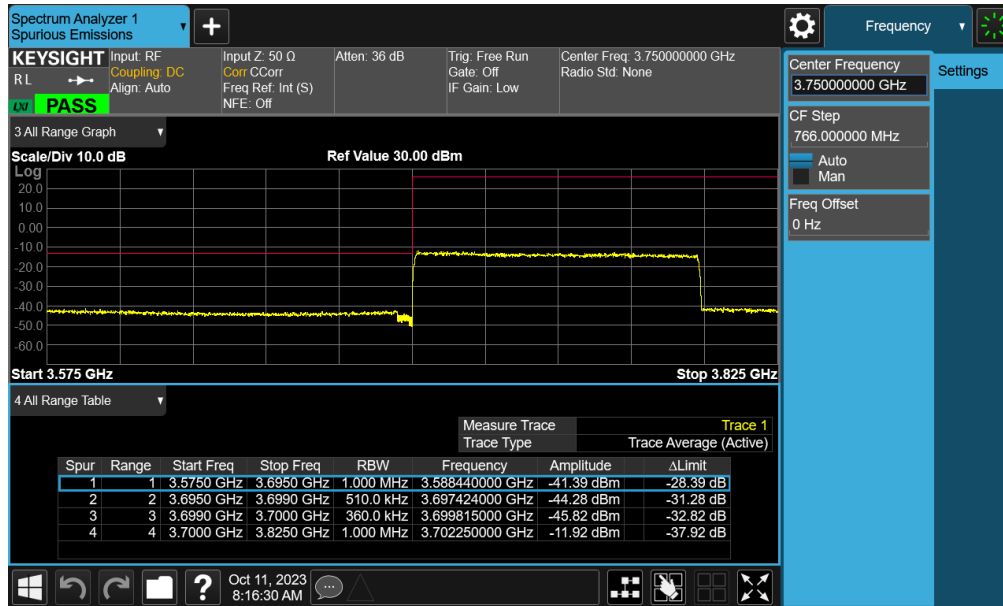 Spectrum Analyzer 1
Spurious Emissions
Frequency
KEYSIGHT
R L
LXI PASS
Input: RF
Coupling: DC
Align: Auto
Input Z: 50 Ω
Corr CCorr
Freq Ref: Int (S)
NFE: Off
Atten: 36 dB
Trig: Free Run
Gate: Off
IF Gain: Low
Center Freq: 3.750000000 GHz
Radio Std: None
Center Frequency
3.750000000 GHz
Settings
CF Step
766.000000 MHz
Auto
Man
Freq Offset
0 Hz
3 All Range Graph
Scale/Div 10.0 dB Ref Value 30.00 dBm
Log
20.0
10.0
0.00
-10.0
-20.0
-30.0
-40.0
-50.0
-60.0
Start 3.575 GHz Stop 3.825 GHz
4 All Range Table
Measure Trace Trace 1
Trace Type Trace Average (Active)
Spur Range Start Freq Stop Freq RBW Frequency Amplitude ΔLimit
1 1 3.5750 GHz 3.6950 GHz 1.000 MHz 3.588440000 GHz -41.39 dBm -28.39 dB
2 2 3.6950 GHz 3.6990 GHz 510.0 kHz 3.697424000 GHz -44.28 dBm -31.28 dB
3 3 3.6990 GHz 3.7000 GHz 360.0 kHz 3.699815000 GHz -45.82 dBm -32.82 dB
4 4 3.7000 GHz 3.8250 GHz 1.000 MHz 3.702250000 GHz -11.92 dBm -37.92 dB
Oct 11, 2023
8:16:30 AM